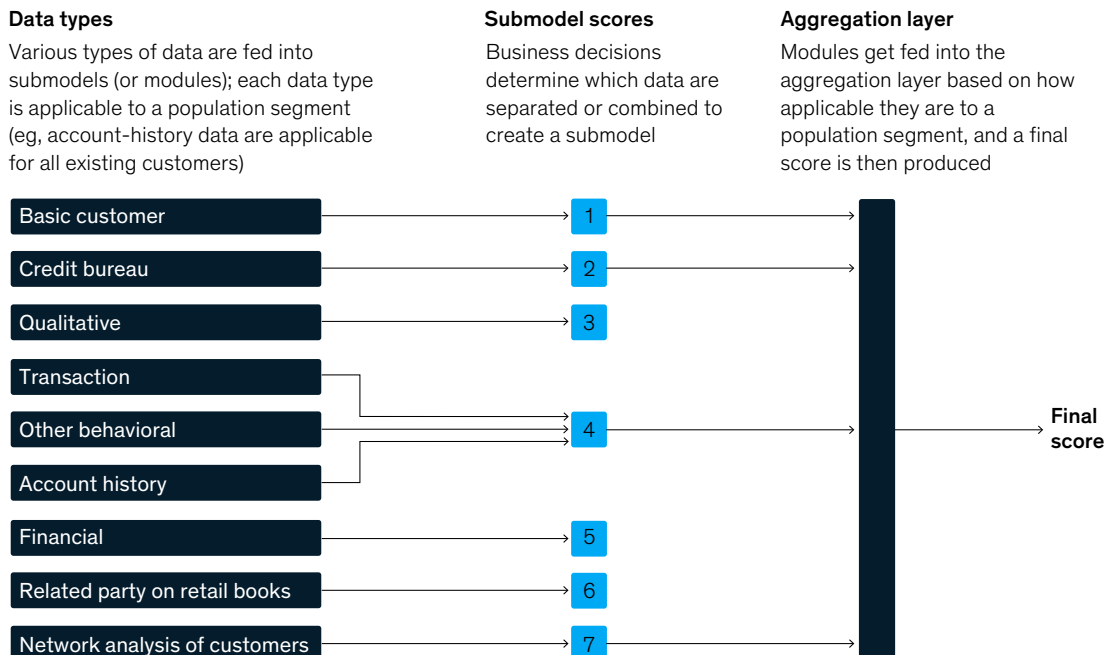 Data types
Various types of data are fed into
submodels (or modules); each data type
is applicable to a population segment
(eg, account-history data are applicable
for all existing customers)
Submodel scores
Business decisions
determine which data are
separated or combined to
create a submodel
Aggregation layer
Modules get fed into the
aggregation layer based on how
applicable they are to a
population segment, and a final
score is then produced
Basic customer
1
Credit bureau
2
Qualitative
3
Transaction
Other behavioral
4
Account history
Financial
5
Related party on retail books
6
Network analysis of customers
7
Final
score